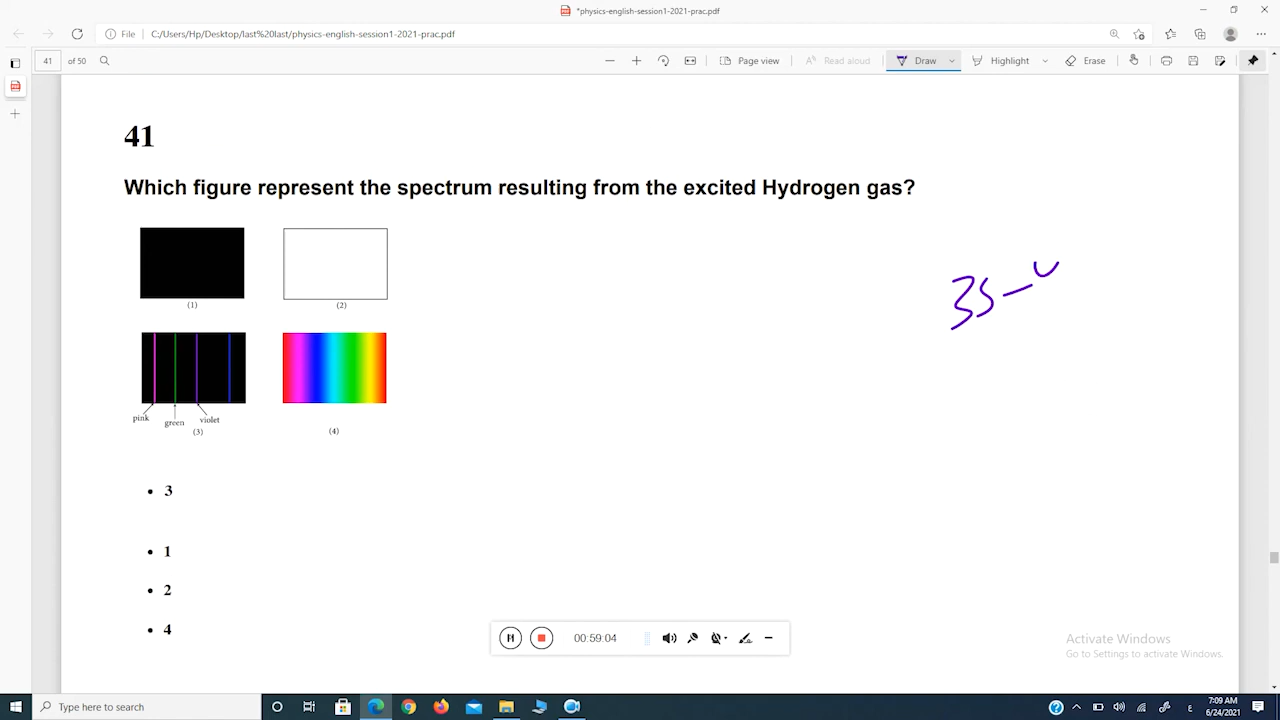 *physics-english-session1-2021-prac.pdf
File C:/Users/Hp/Desktop/last%20last/physics-english-session1-2021-prac.pdf
41 of 50 Page view Read aloud Draw Highlight Erase
41
Which figure represent the spectrum resulting from the excited Hydrogen gas?
(1) (2)
pink green violet
(3) (4)
35-
• 3
• 1
• 2
• 4
00:59:04
Activate Windows
Go to Settings to activate Windows.
Type here to search
7:09 AM
6/24/2021